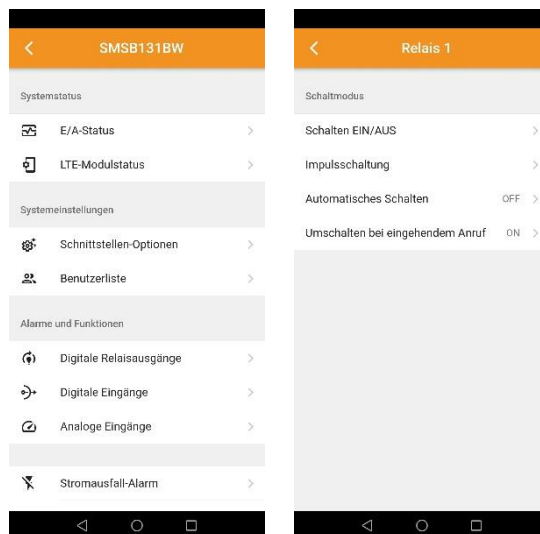 SMSB131BW
Systemstatus
E/A-Status
LTE-Modulstatus
Systemeinstellungen
Schnittstellen-Optionen
Benutzerliste
Alarme und Funktionen
Digitale Relaisausgänge
Digitale Eingänge
Analoge Eingänge
Stromausfall-Alarm
Relais 1
Schaltmodus
Schalten EIN/AUS
Impulsschaltung
Automatisches Schalten OFF
Umschalten bei eingehendem Anruf ON